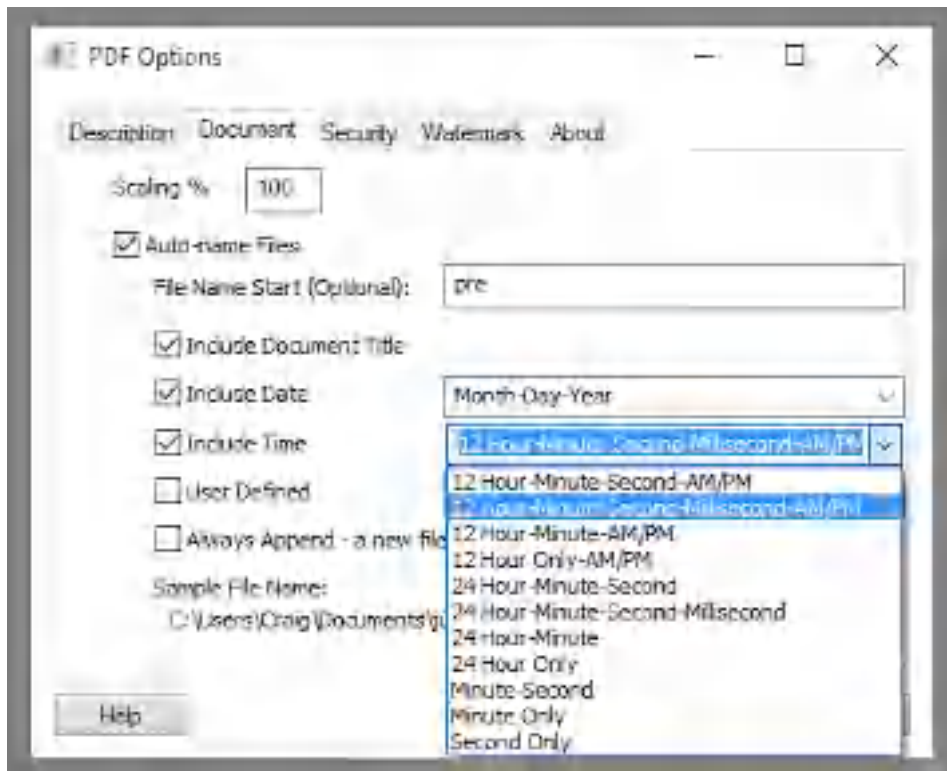 PDF Options
Description Document Security Watermark About
Scaling % 100
Auto-name Files
File Name Start (Optional): pre
Include Document Title
Include Date Month-Day-Year
Include Time 12 Hour-Minute-Second-Millisecond-AM/PM
User Defined
12 Hour-Minute-Second-AM/PM
12 Hour-Minute-Second-Millisecond-AM/PM
Always Append - a new file
12 Hour-Minute-AM/PM
12 Hour Only-AM/PM
Sample File Name:
24 Hour-Minute-Second
C:\Users\Craig\Documents\
24 Hour-Minute-Second-Millisecond
24 Hour-Minute
24 Hour Only
Minute-Second
Help
Minute Only
Second Only